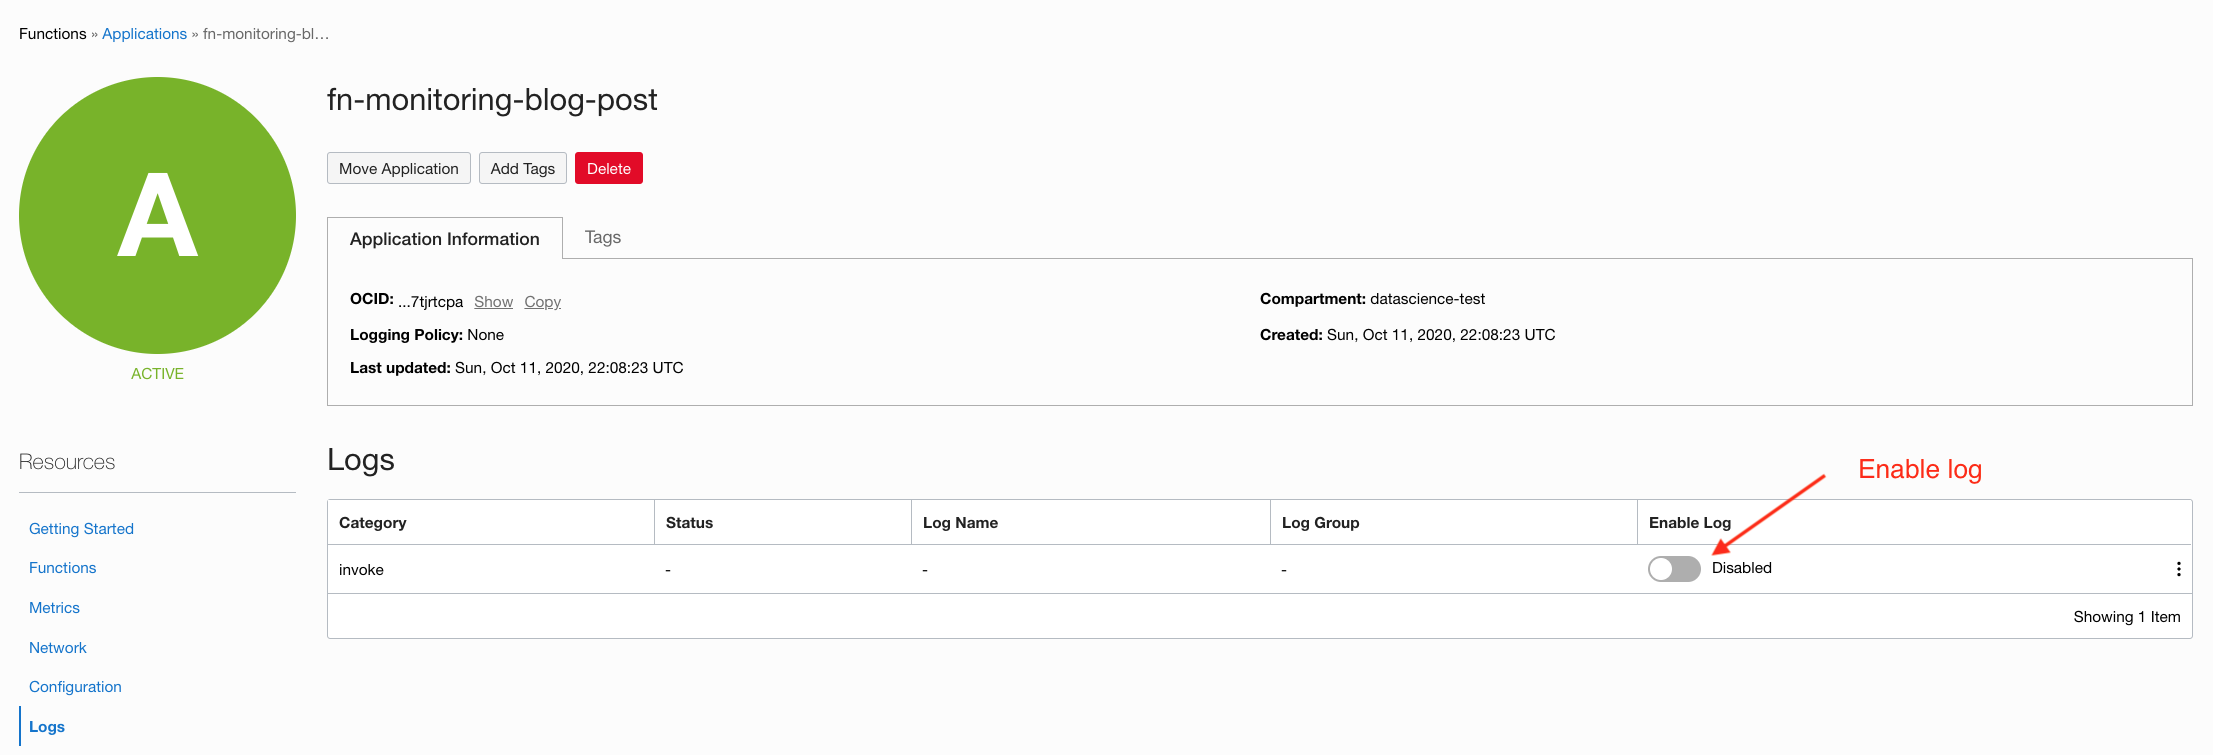 Functions » Applications » fn-monitoring-bl...
A
ACTIVE
fn-monitoring-blog-post
Move Application Add Tags Delete
Application Information Tags
OCID: ...7tjrtcpa Show Copy
Logging Policy: None
Last updated: Sun, Oct 11, 2020, 22:08:23 UTC
Compartment: datascience-test
Created: Sun, Oct 11, 2020, 22:08:23 UTC
Resources
Getting Started
Functions
Metrics
Network
Configuration
Logs
Logs
Enable log
Category Status Log Name Log Group Enable Log
invoke - - - Disabled
Showing 1 Item